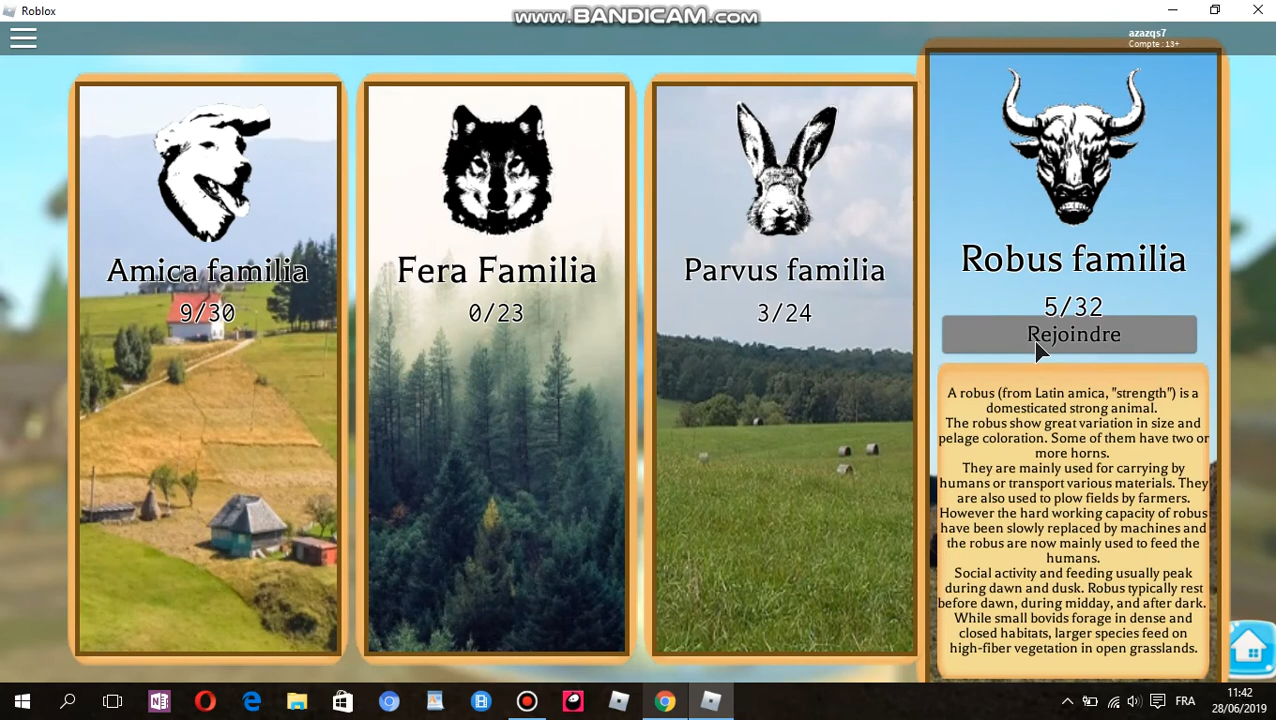 Roblox
www.BANDICAM.com
azazqs7
Compte : 13+
Amica familia
9/30
Fera Familia
0/23
Parvus familia
3/24
Robus familia
5/32
Rejoindre
A robus (from Latin amica, "strength") is a
domesticated strong animal.
The robus show great variation in size and
pelage coloration. Some of them have two or
more horns.
They are mainly used for carrying by
humans or transport various materials. They
are also used to plow fields by farmers.
However the hard working capacity of robus
have been slowly replaced by machines and
the robus are now mainly used to feed the
humans.
Social activity and feeding usually peak
during dawn and dusk. Robus typically rest
before dawn, during midday, and after dark.
While small bovids forage in dense and
closed habitats, larger species feed on
high-fiber vegetation in open grasslands.
FRA
11:42
28/06/2019